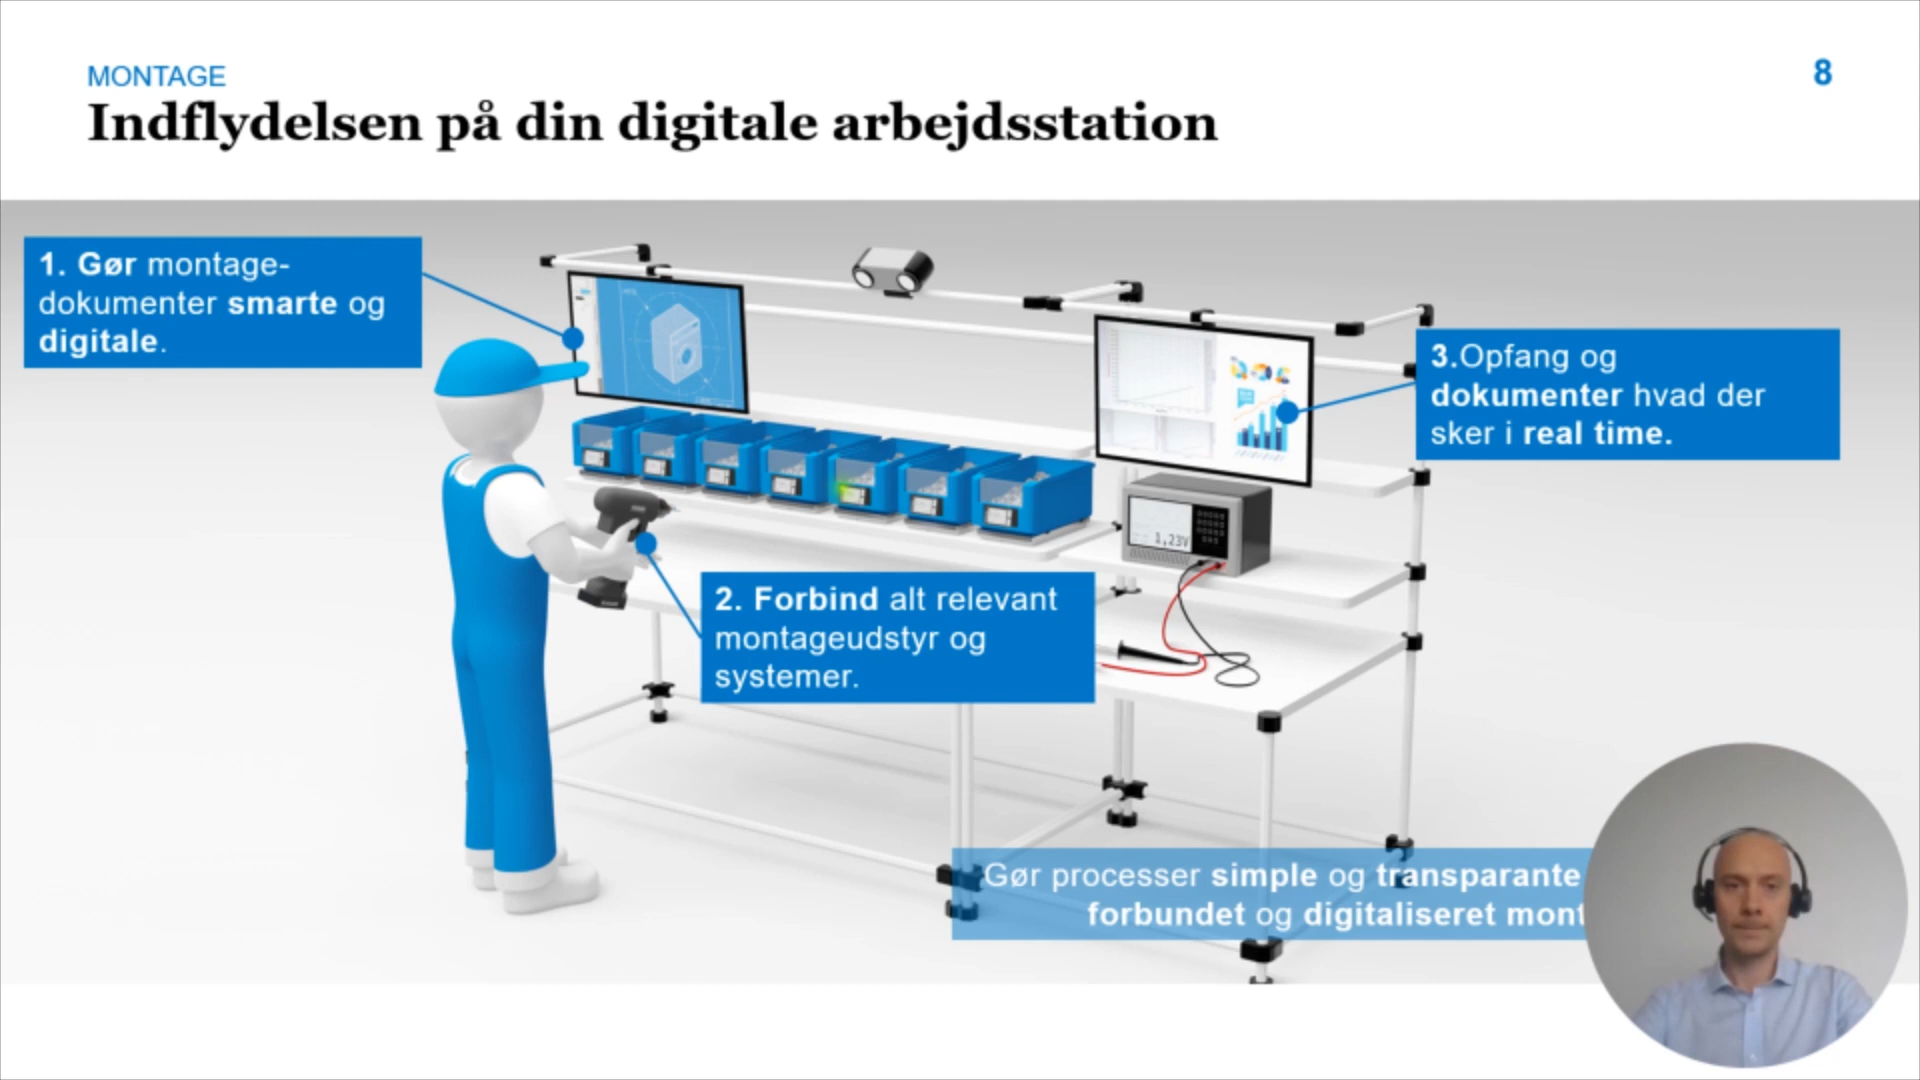 MONTAGE
8
Indflydelsen på din digitale arbejdsstation
1. Gør montage-
dokumenter smarte og
digitale.
3.Opfang og
dokumenter hvad der
sker i real time.
1,23V
2. Forbind alt relevant
montageudstyr og
systemer.
Gør processer simple og transparante
forbundet og digitaliseret mont